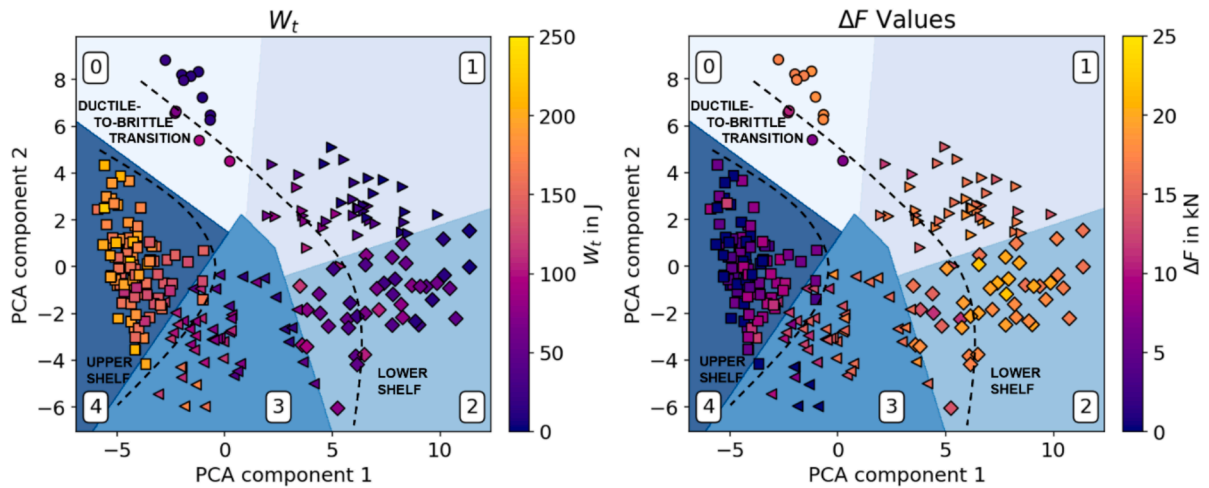 W_t
0
1
DUCTILE-
TO-BRITTLE
TRANSITION
UPPER
SHELF
LOWER
SHELF
4
3
2
8
6
4
2
0
−2
−4
−6
−5
0
5
10
PCA component 1
PCA component 2
250
200
150
100
50
0
W_t in J
ΔF Values
0
1
DUCTILE-
TO-BRITTLE
TRANSITION
UPPER
SHELF
LOWER
SHELF
4
3
2
8
6
4
2
0
−2
−4
−6
−5
0
5
10
PCA component 1
PCA component 2
25
20
15
10
5
0
ΔF in kN